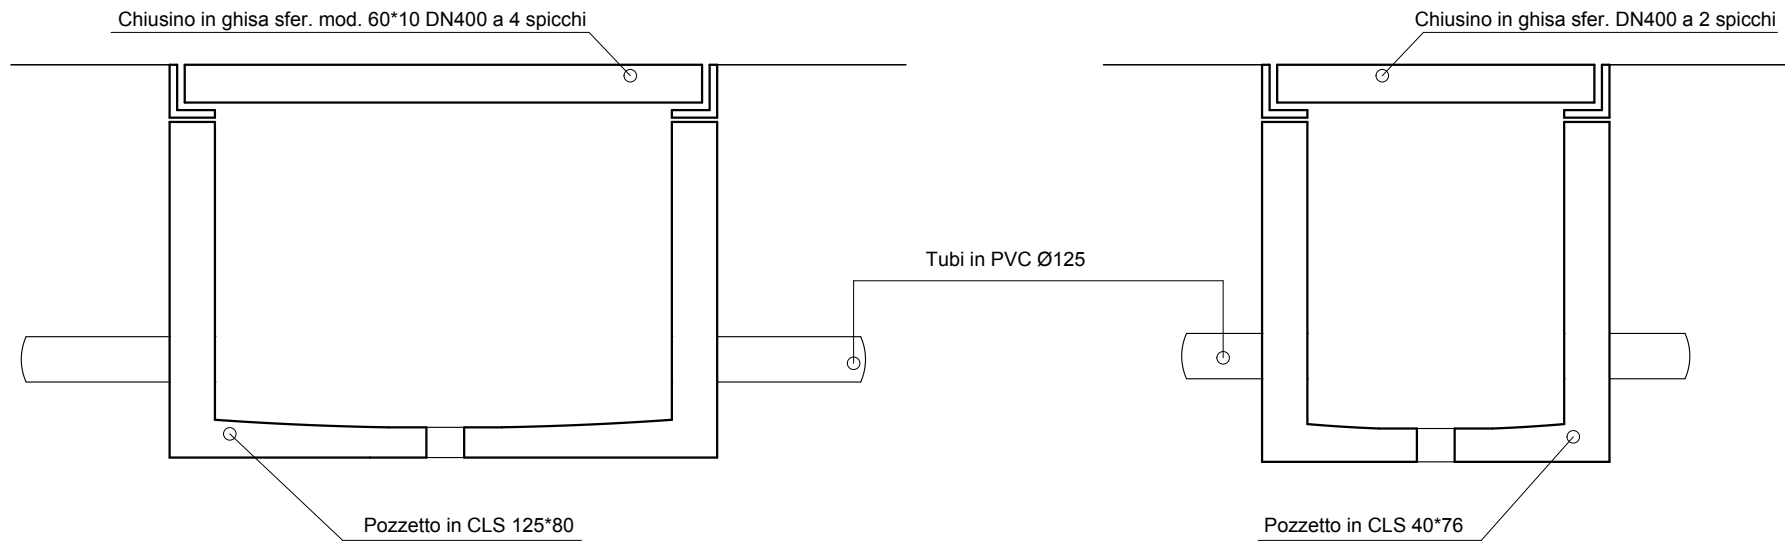 Chiusino in ghisa sfer. mod. 60*10 DN400 a 4 spicchi
Chiusino in ghisa sfer. DN400 a 2 spicchi
Tubi in PVC Ø125
Pozzetto in CLS 125*80
Pozzetto in CLS 40*76